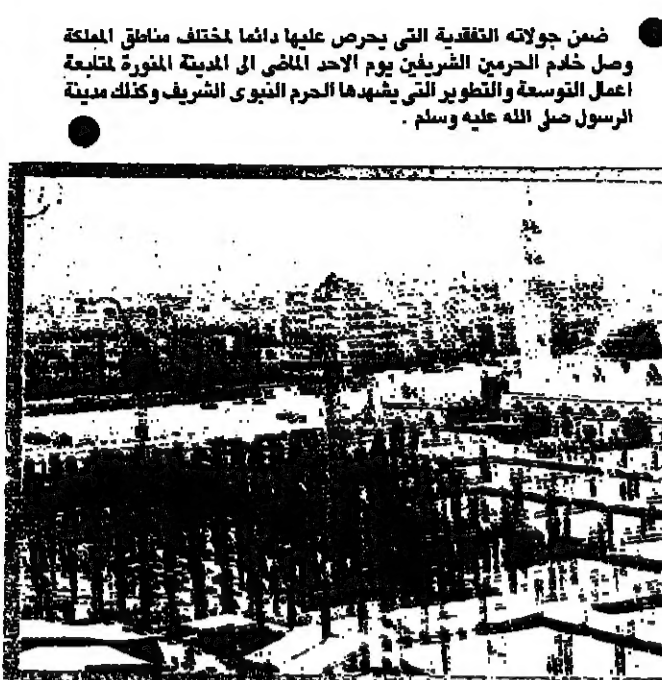 ضمن جولاته التفقدية التى يحرص عليها دائما لمختلف مناطق المملكة
وصل خادم الحرمين الشريفين يوم الاحد الماضى الى المدينة المنورة لمتابعة
اعمال التوسعة والتطوير التى يشهدها الحرم النبوى الشريف وكذلك مدينة
الرسول صلى الله عليه وسلم .